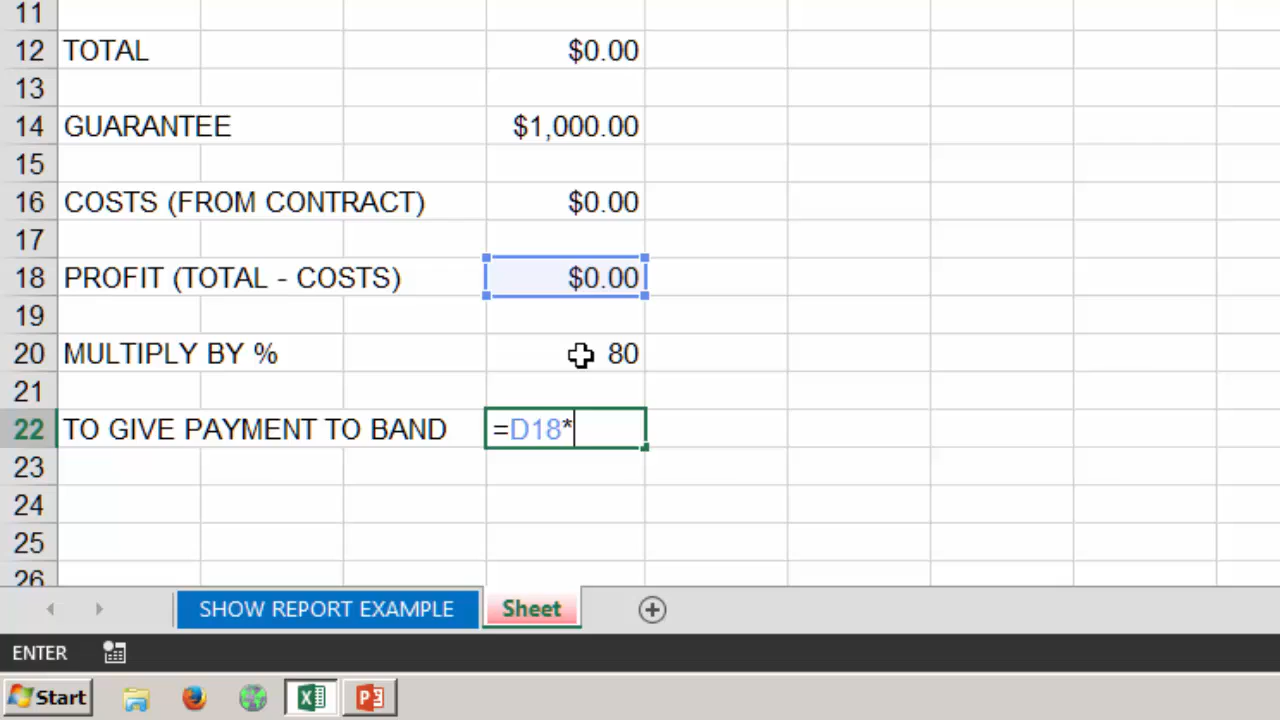 11
12 TOTAL $0.00
13
14 GUARANTEE $1,000.00
15
16 COSTS (FROM CONTRACT) $0.00
17
18 PROFIT (TOTAL - COSTS) $0.00
19
20 MULTIPLY BY % 80
21
22 TO GIVE PAYMENT TO BAND =D18*
23
24
25
26
SHOW REPORT EXAMPLE Sheet
ENTER
Start